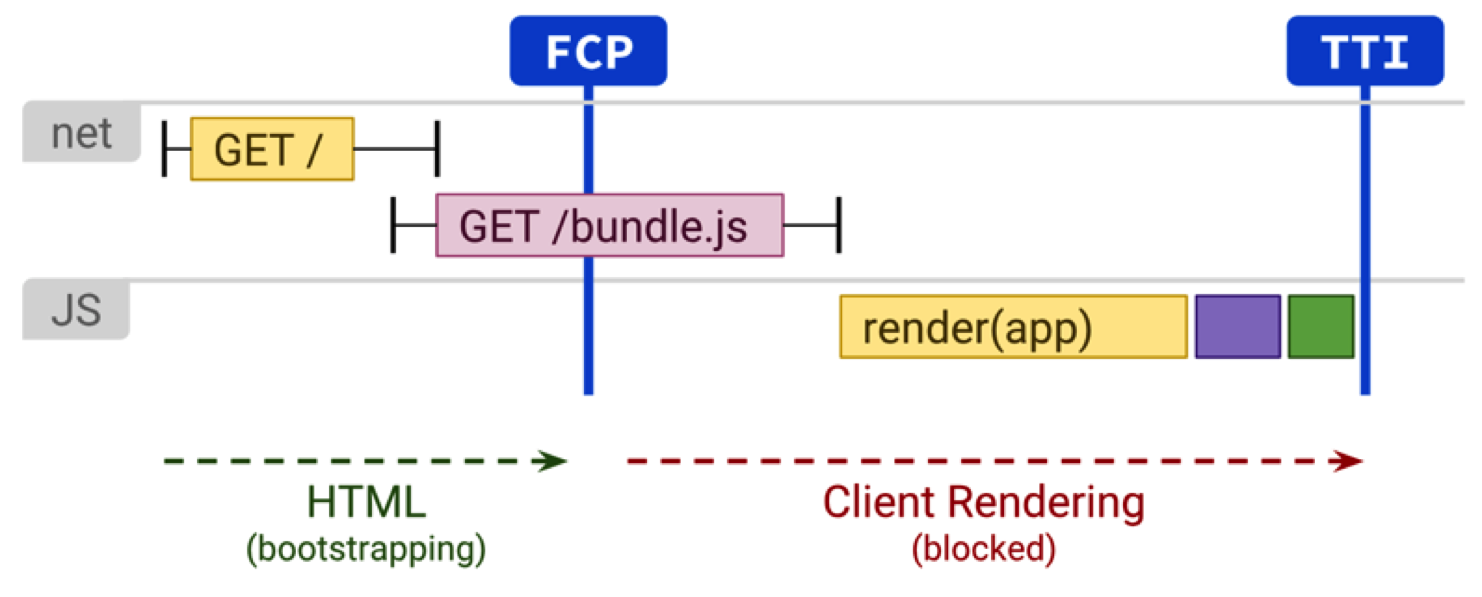 FCP
TTI
net
GET /
GET /bundle.js
JS
render(app)
HTML
(bootstrapping)
Client Rendering
(blocked)